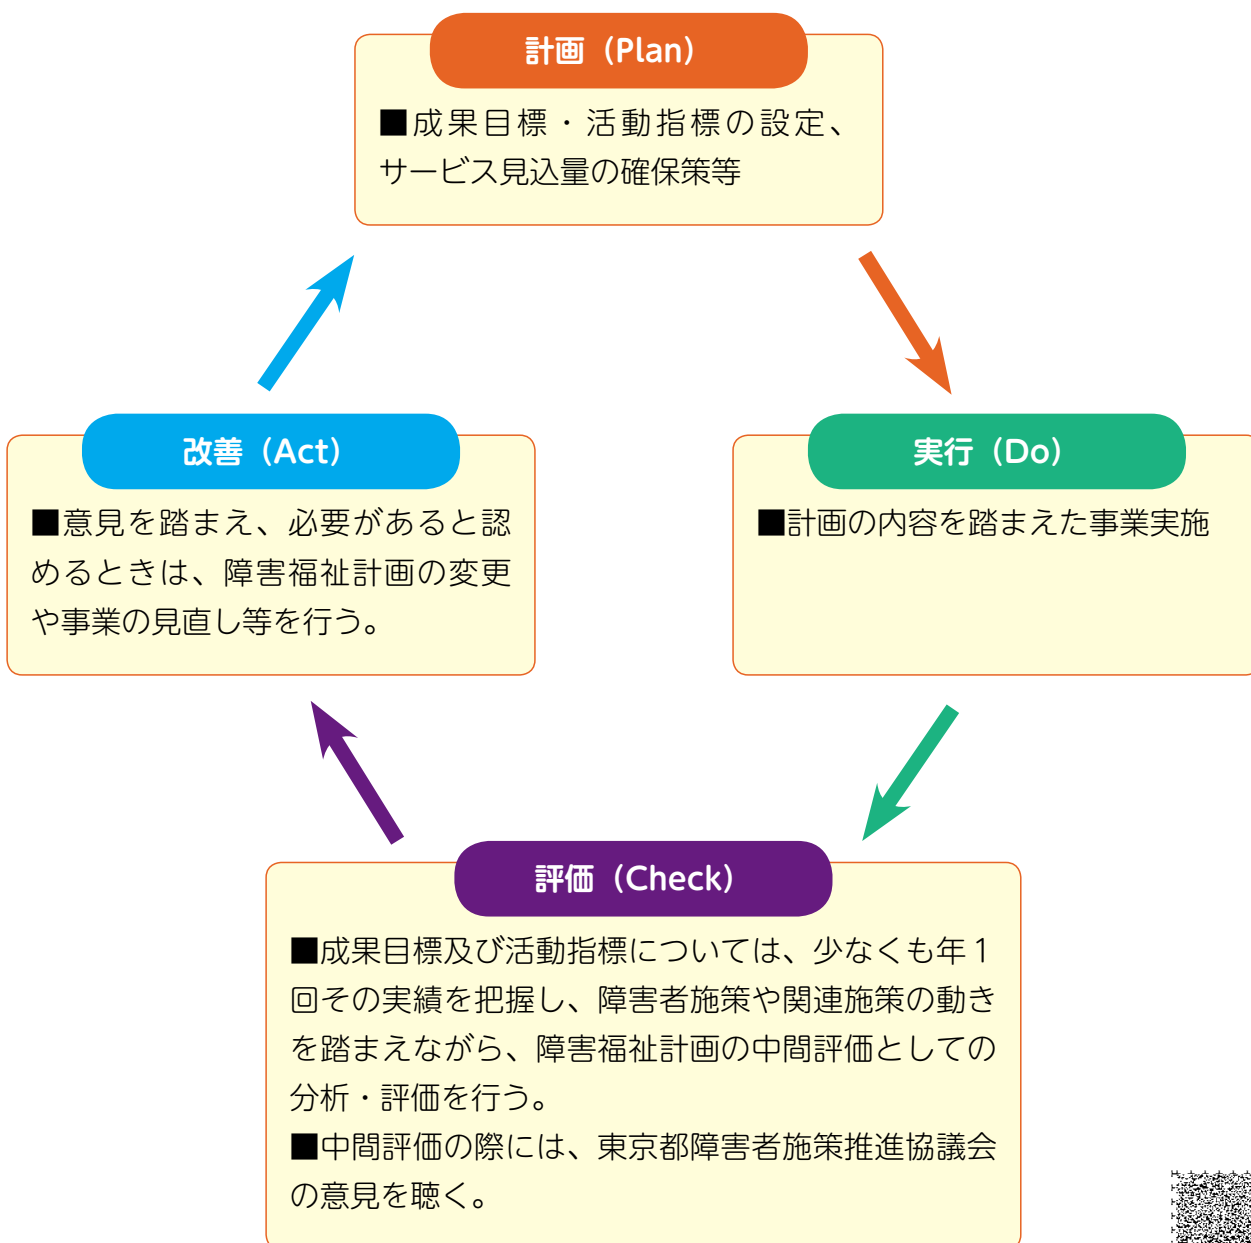 計画（Plan）
■成果目標・活動指標の設定、
サービス見込量の確保策等
改善（Act）
■意見を踏まえ、必要があると認
めるときは、障害福祉計画の変更
や事業の見直し等を行う。
実行（Do）
■計画の内容を踏まえた事業実施
評価（Check）
■成果目標及び活動指標については、少なくも年１
回その実績を把握し、障害者施策や関連施策の動き
を踏まえながら、障害福祉計画の中間評価としての
分析・評価を行う。
■中間評価の際には、東京都障害者施策推進協議会
の意見を聴く。